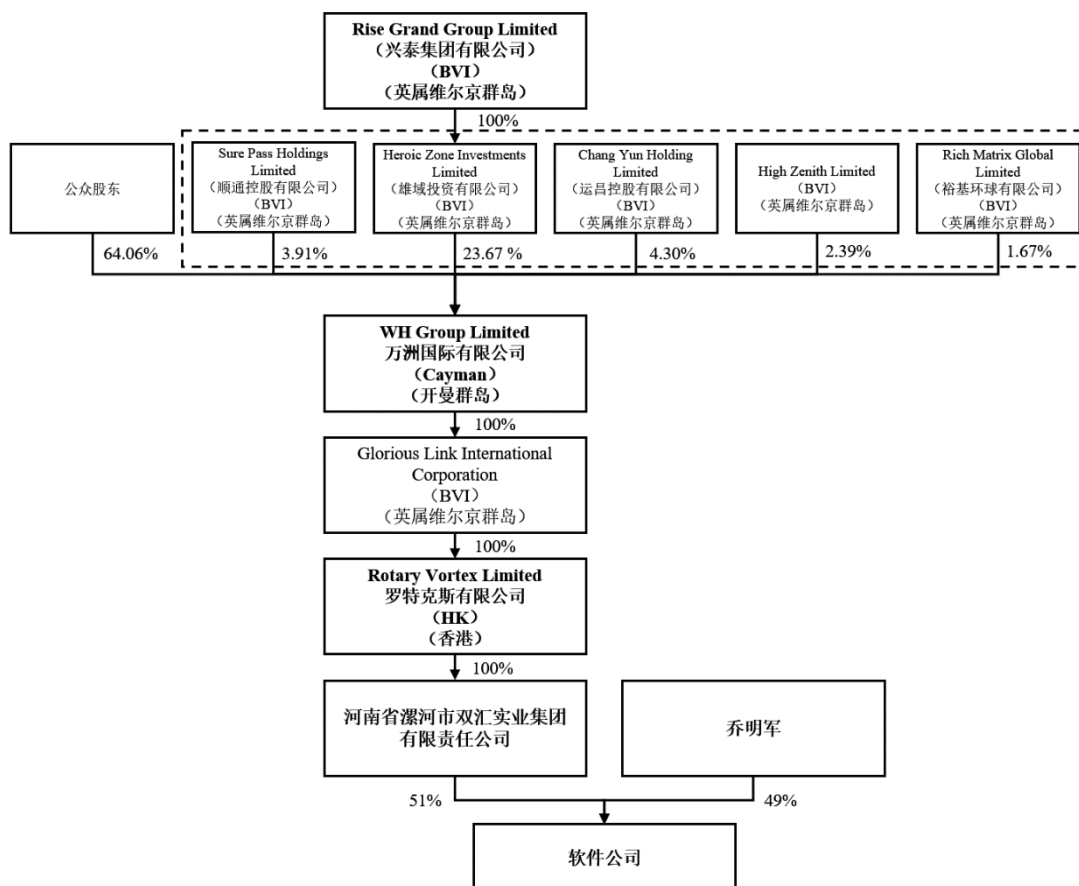 Rise Grand Group Limited
（兴泰集团有限公司）
（BVI）
（英属维尔京群岛）
100%
公众股东
Sure Pass Holdings
Limited
（顺通控股有限公司）
（BVI）
（英属维尔京群岛）
Heroic Zone Investments
Limited
（雄域投资有限公司）
（BVI）
（英属维尔京群岛）
Chang Yun Holding
Limited
（运昌控股有限公司）
（BVI）
（英属维尔京群岛）
High Zenith Limited
（BVI）
（英属维尔京群岛）
Rich Matrix Global
Limited
（裕基环球有限公司）
（BVI）
（英属维尔京群岛）
64.06%
3.91%
23.67 %
4.30%
2.39%
1.67%
WH Group Limited
万洲国际有限公司
（Cayman）
（开曼群岛）
100%
Glorious Link International
Corporation
（BVI）
（英属维尔京群岛）
100%
Rotary Vortex Limited
罗特克斯有限公司
（HK）
（香港）
100%
河南省漯河市双汇实业集团
有限责任公司
乔明军
51%
49%
软件公司